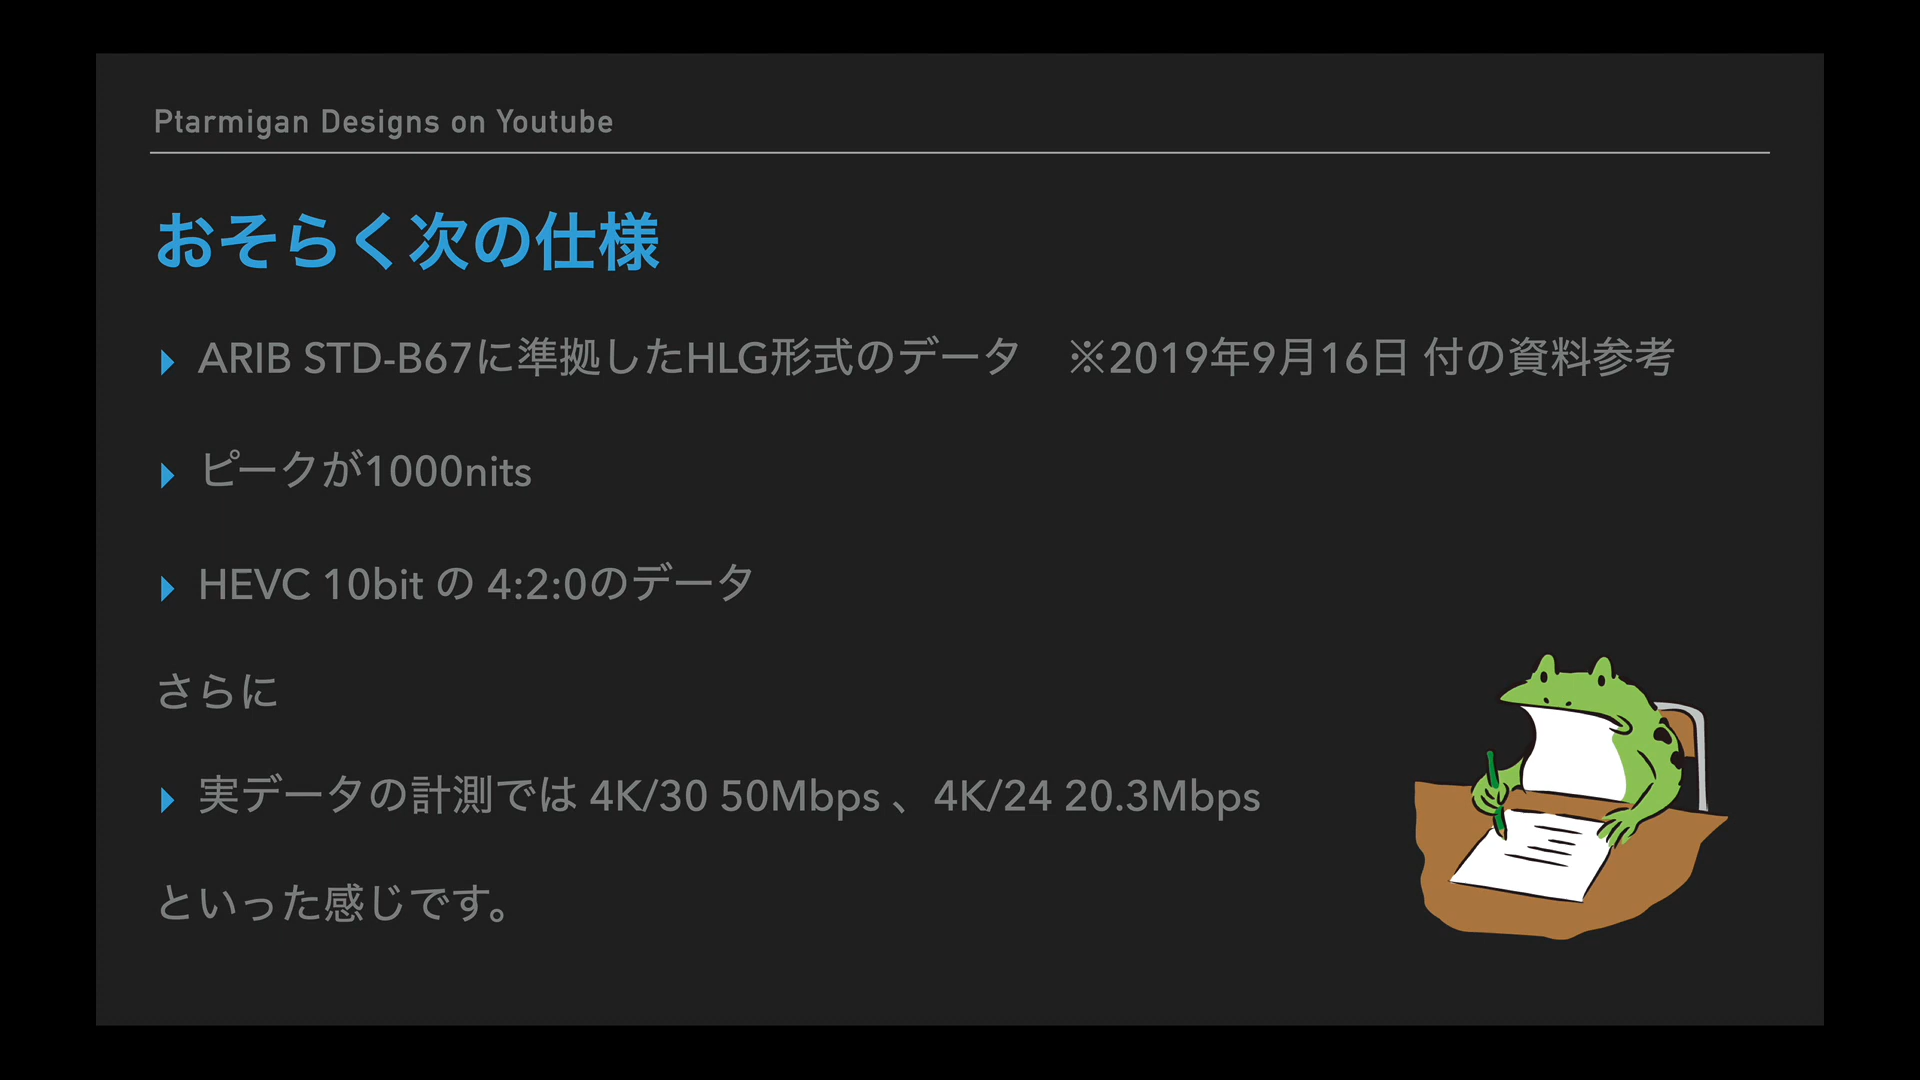 Ptarmigan Designs on Youtube
おそらく次の仕様
▸ ARIB STD-B67に準拠したHLG形式のデータ　※2019年9月16日 付の資料参考
▸ ピークが1000nits
▸ HEVC 10bit の 4:2:0のデータ
さらに
▸ 実データの計測では 4K/30 50Mbps 、4K/24 20.3Mbps
といった感じです。